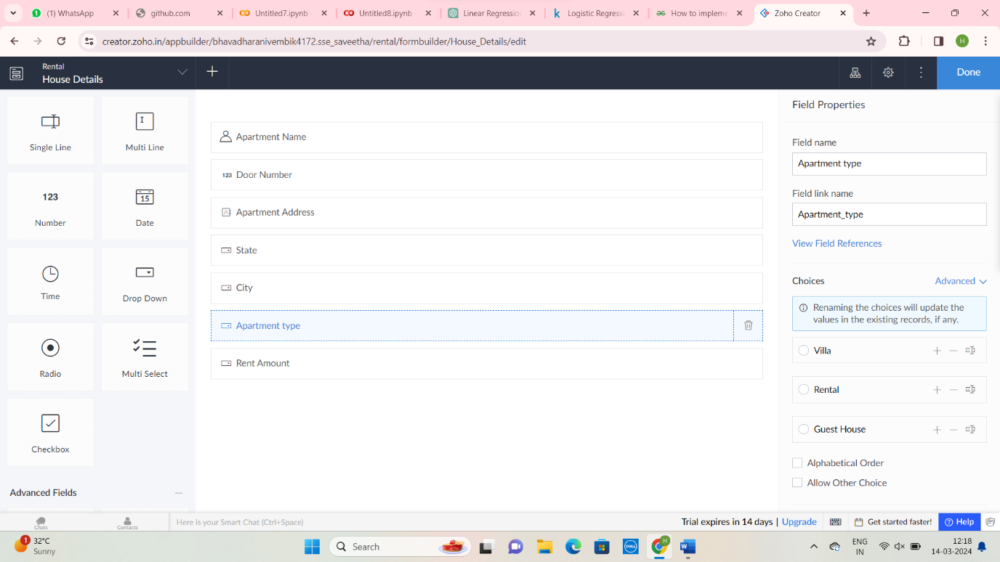 (1) WhatsApp
github.com
Untitled7.ipynb -
Untitled8.ipynb -
Linear Regression
Logistic Regressi
How to impleme
Zoho Creator
creator.zoho.in/appbuilder/bhavadharanivembik4172.sse_saveetha/rental/formbuilder/House_Details/edit
H
Rental
House Details
Done
Single Line
Multi Line
123
Number
15
Date
Time
Drop Down
Radio
Multi Select
Checkbox
Advanced Fields
Apartment Name
123 Door Number
Apartment Address
State
City
Apartment type
Rent Amount
Field Properties
Field name
Apartment type
Field link name
Apartment_type
View Field References
Choices
Advanced
Renaming the choices will update the
values in the existing records, if any.
Villa
Rental
Guest House
Alphabetical Order
Allow Other Choice
Chats
Contacts
Here is your Smart Chat (Ctrl+Space)
Trial expires in 14 days | Upgrade
Get started faster!
Help
1
32°C
Sunny
Search
DELL
H
W
ENG
IN
12:18
14-03-2024